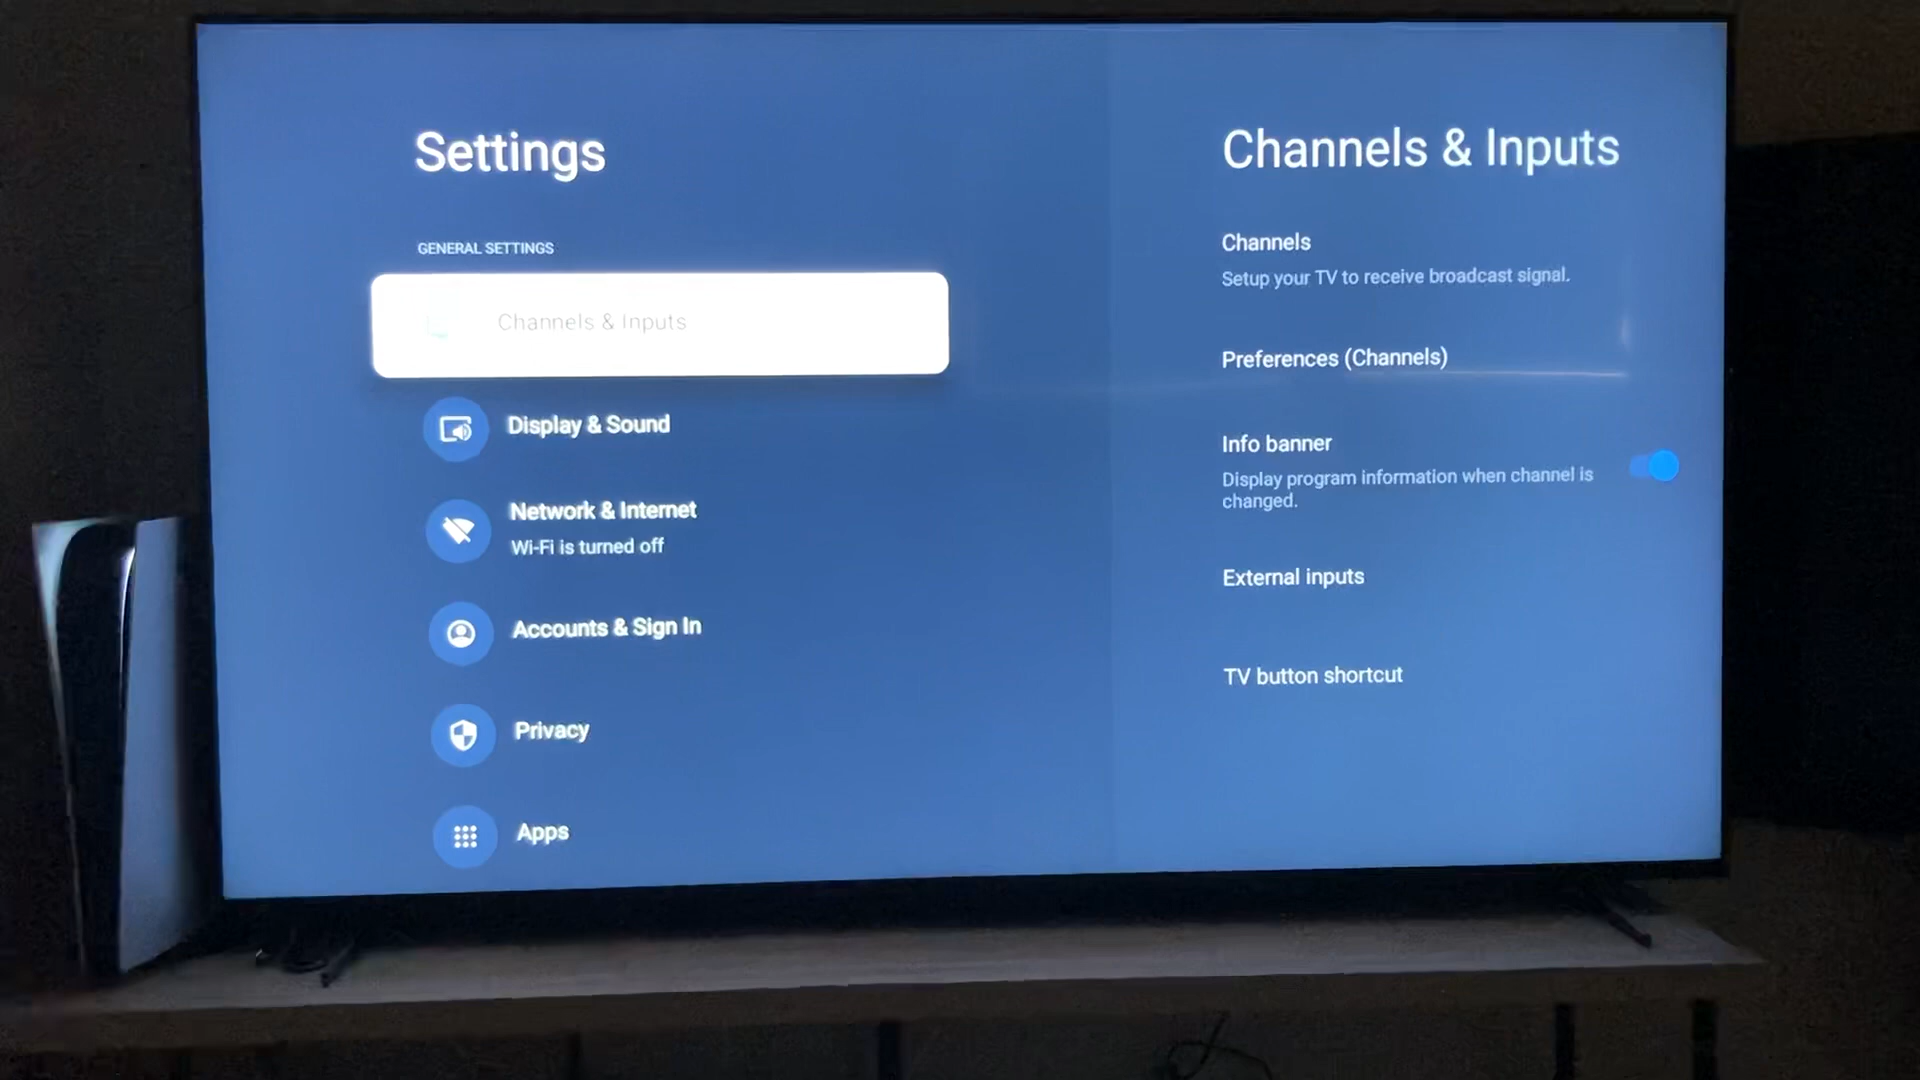 Settings
GENERAL SETTINGS
Channels & Inputs
Display & Sound
Network & Internet
Wi-Fi is turned off
Accounts & Sign In
Privacy
Apps
Channels & Inputs
Channels
Setup your TV to receive broadcast signal.
Preferences (Channels)
Info banner
Display program information when channel is
changed.
External inputs
TV button shortcut